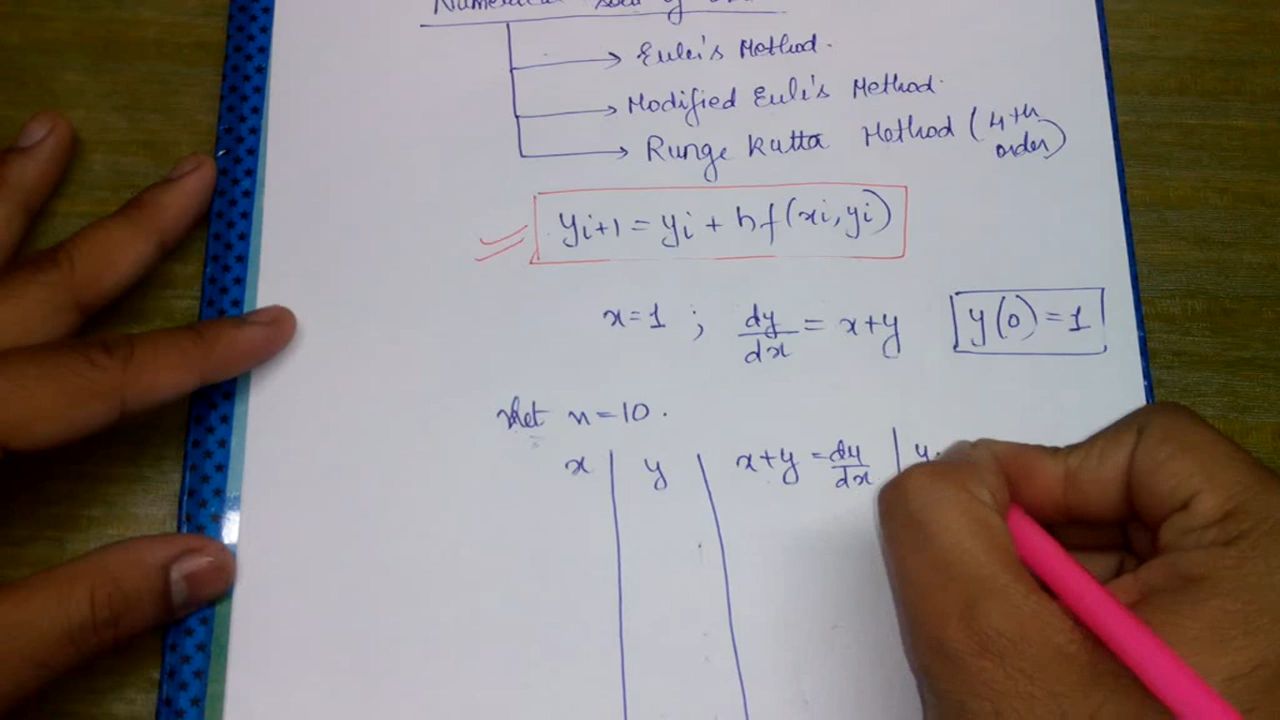 Numerical
Euler's Method.
Modified Euler's Method.
Runge Kutta Method (4th
order)
yi+1 = yi + hf(xi, yi)
x=1 ; dy/dx = x+y y(0) = 1
n=10.
x | y | x+y = dy/dx |